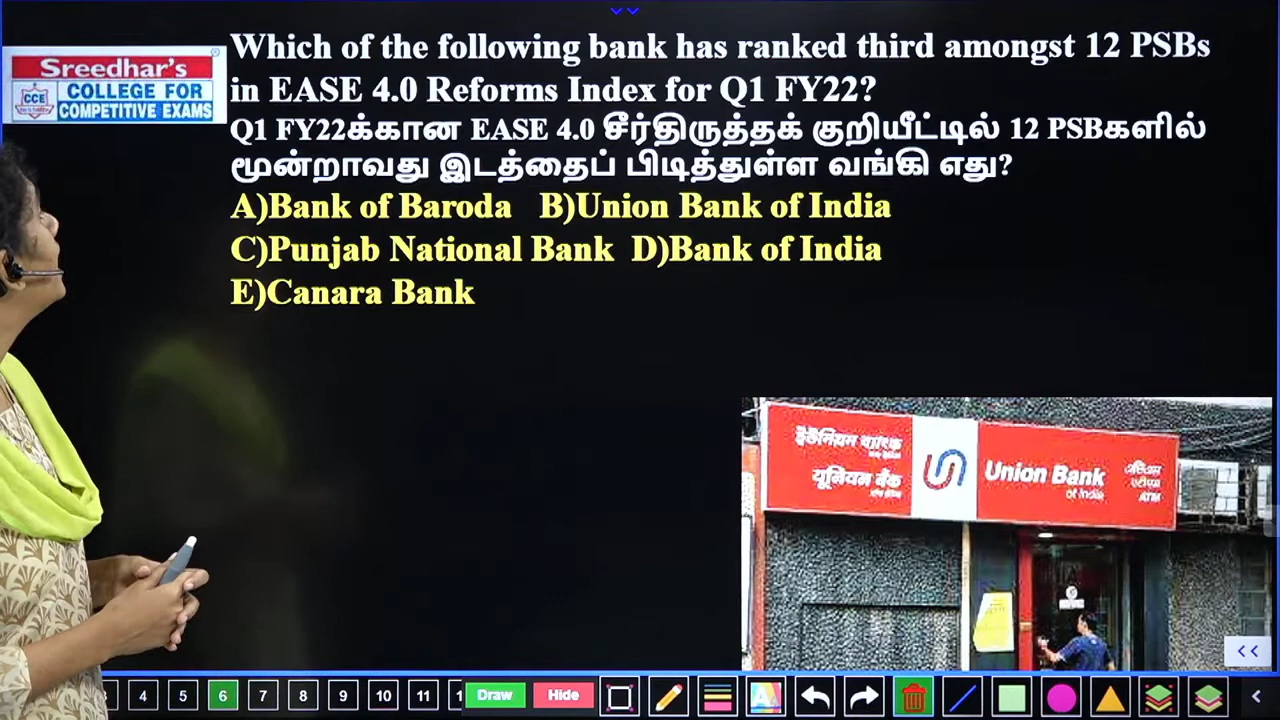 Which of the following bank has ranked third amongst 12 PSBs
in EASE 4.0 Reforms Index for Q1 FY22?
Q1 FY22க்கான EASE 4.0 சீர்திருத்தக் குறியீட்டில் 12 PSBகளில்
மூன்றாவது இடத்தைப் பிடித்துள்ள வங்கி எது?
A)Bank of Baroda B)Union Bank of India
C)Punjab National Bank D)Bank of India
E)Canara Bank
Sreedhar's
CCE
COLLEGE FOR
COMPETITIVE EXAMS
यूनियन बैंक
Union Bank
of India
एटीएम
ATM
<<
4 5 6 7 8 9 10 11
Draw
Hide